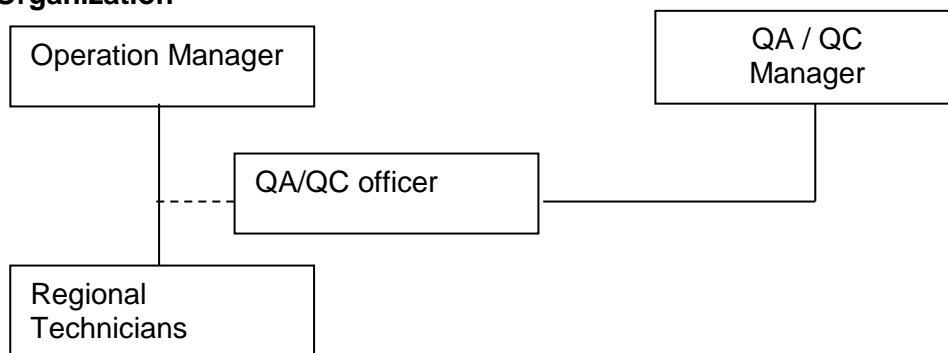 Organization
Operation Manager
QA / QC
Manager
QA/QC officer
Regional
Technicians